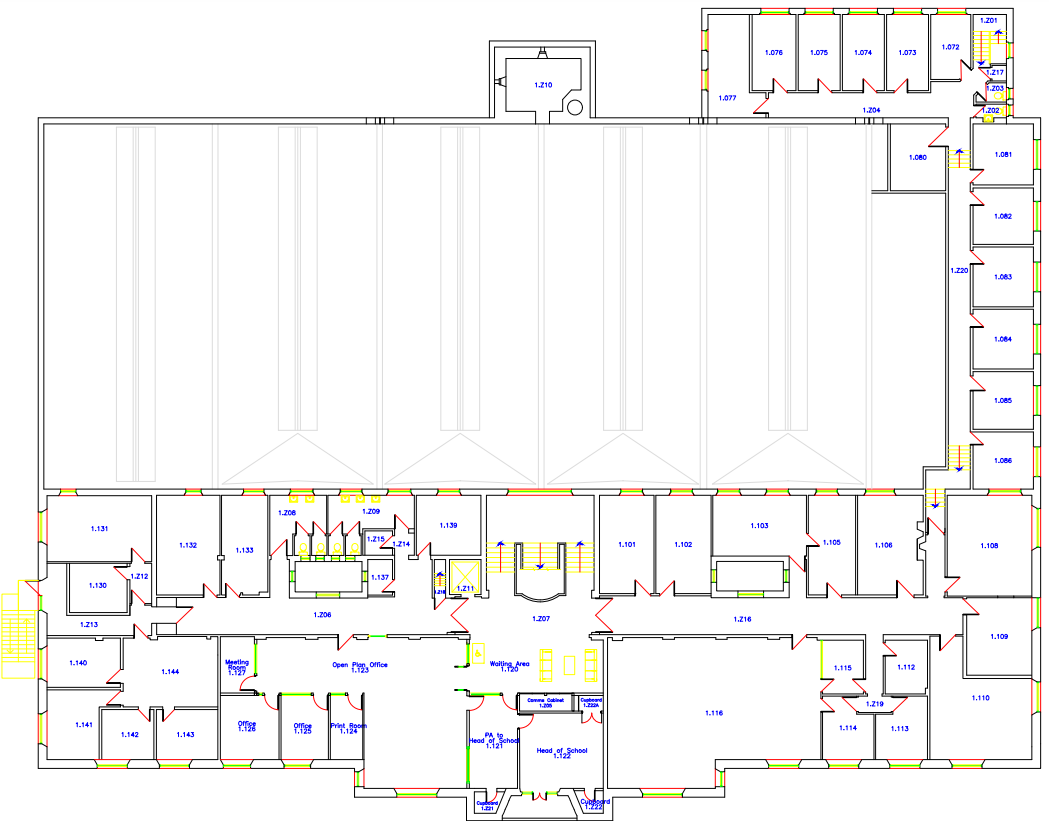 1.Z01
1.076
1.075
1.074
1.073
1.072
1.Z17
1.Z10
1.Z03
1.077
1.Z04
1.Z02
1.080
1.081
1.082
1.Z20
1.083
1.084
1.085
1.086
1.Z08
1.Z09
1.131
1.139
1.103
1.132
1.133
1.Z15
1.Z14
1.101
1.102
1.105
1.106
1.108
1.130
1.Z12
1.137
1.Z11
1.Z13
1.Z06
1.Z07
1.Z16
1.140
1.144
Meeting
Room
1.127
Open Plan Office
1.123
Waiting Area
1.120
1.115
1.112
1.109
1.110
Comms Cabinet
1.Z05
Cupboard
1.Z22A
1.141
1.142
1.143
Office
1.126
Office
1.125
Print Room
1.124
PA to
Head of School
1.121
Head of School
1.122
1.116
1.Z19
1.114
1.113
Cupboard
1.Z21
Cupboard
1.Z22